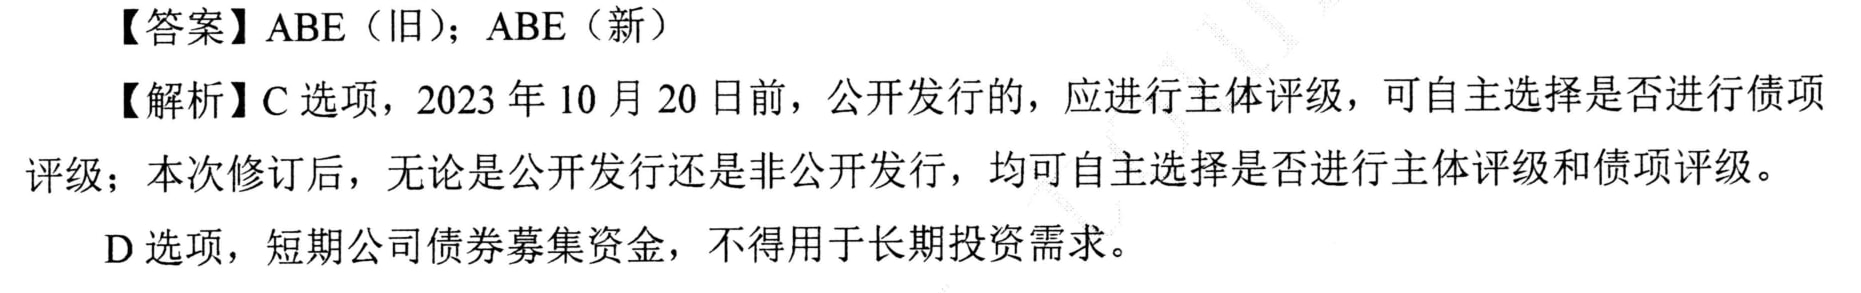 【答案】ABE（旧）；ABE（新）
【解析】C 选项，2023 年 10 月 20 日前，公开发行的，应进行主体评级，可自主选择是否进行债项
评级；本次修订后，无论是公开发行还是非公开发行，均可自主选择是否进行主体评级和债项评级。
D 选项，短期公司债券募集资金，不得用于长期投资需求。